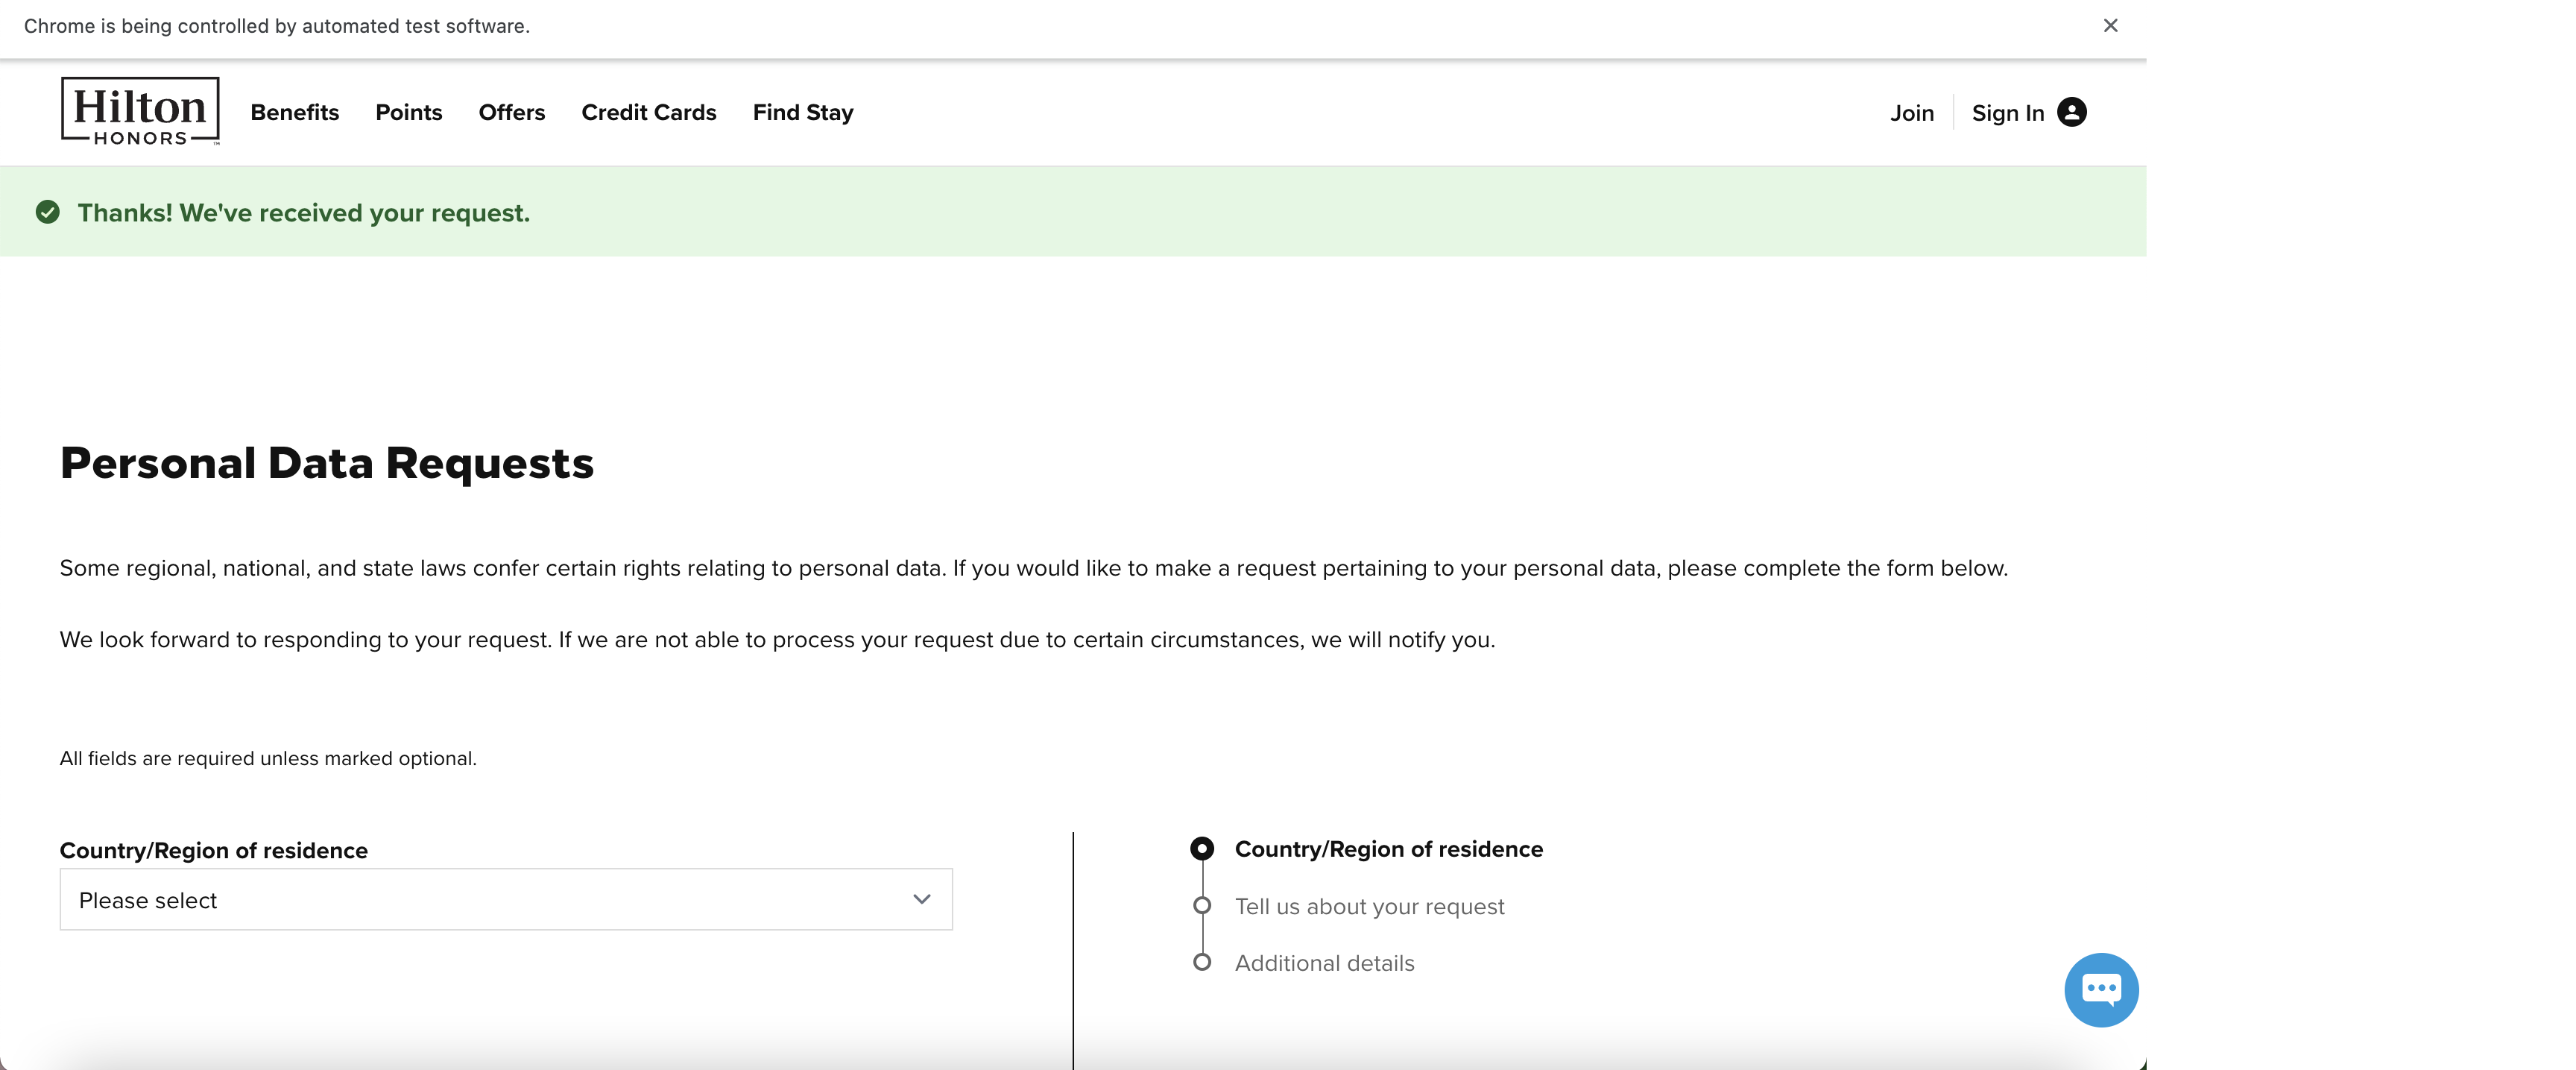 Chrome is being controlled by automated test software.
Hilton
HONORS™
Benefits Points Offers Credit Cards Find Stay Join Sign In
Thanks! We've received your request.
Personal Data Requests
Some regional, national, and state laws confer certain rights relating to personal data. If you would like to make a request pertaining to your personal data, please complete the form below.
We look forward to responding to your request. If we are not able to process your request due to certain circumstances, we will notify you.
All fields are required unless marked optional.
Country/Region of residence
Please select
Country/Region of residence
Tell us about your request
Additional details